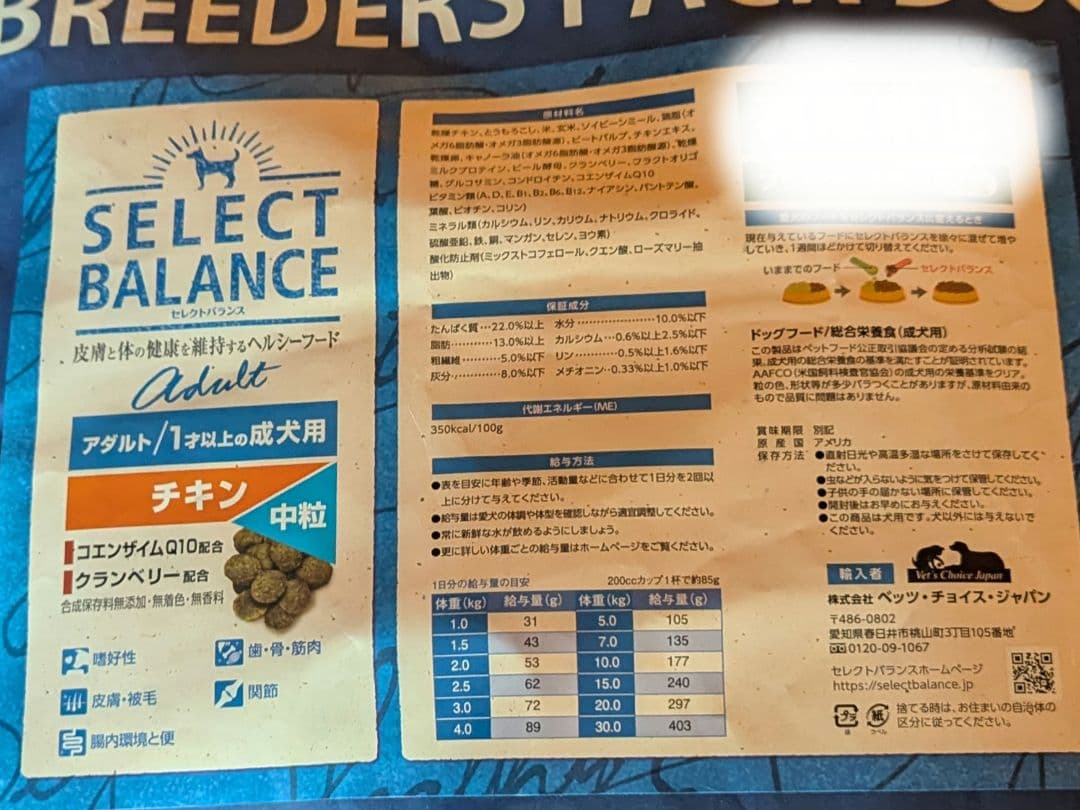 BREEDERS PACK
SELECT
BALANCE
セレクトバランス
皮膚と体の健康を維持するヘルシーフード
adult
アダルト/1才以上の成犬用
チキン
中粒
コエンザイムQ10配合
クランベリー配合
合成保存料無添加・無着色・無香料
嗜好性
歯・骨・筋肉
皮膚・被毛
関節
腸内環境と便
原材料名
乾燥チキン、とうもろこし、米、玄米、ソイビーンミール、鶏脂(オ
メガ6脂肪酸・オメガ3脂肪酸源)、ビートパルプ、チキンエキス、
乾燥卵、キャノーラ油(オメガ6脂肪酸・オメガ3脂肪酸源)、乾燥
ミルクプロテイン、ビール酵母、クランベリー、フラクトオリゴ
糖、グルコサミン、コンドロイチン、コエンザイムQ10
ビタミン類(A、D、E、B1、B2、B6、B12、ナイアシン、パントテン酸、
葉酸、ビオチン、コリン)
ミネラル類(カルシウム、リン、カリウム、ナトリウム、クロライド、
硫酸亜鉛、鉄、銅、マンガン、セレン、ヨウ素)
酸化防止剤(ミックストコフェロール、クエン酸、ローズマリー抽
出物)
保証成分
たんぱく質…22.0%以上 水分…………………10.0%以下
脂肪…………13.0%以上 カルシウム…0.6%以上2.5%以下
粗繊維………5.0%以下 リン…………0.5%以上1.6%以下
灰分…………8.0%以下 メチオニン…0.33%以上1.0%以下
代謝エネルギー(ME)
350kcal/100g
給与方法
●表を目安に年齢や季節、活動量などに合わせて1日分を2回以
上に分けて与えてください。
●給与量は愛犬の体調や体型を確認しながら適宜調整してください。
●常に新鮮な水が飲めるようにしましょう。
●更に詳しい体重ごとの給与量はホームページをご覧ください。
1日分の給与量の目安 200ccカップ1杯で約85g
体重(kg) 給与量(g) 体重(kg) 給与量(g)
1.0 31 5.0 105
1.5 43 7.0 135
2.0 53 10.0 177
2.5 62 15.0 240
3.0 72 20.0 297
4.0 89 30.0 403
セレクトバランスに替えるとき
現在与えているフードにセレクトバランスを徐々に混ぜて増や
していき、1週間ほどかけて切り替えてください。
いままでのフード セレクトバランス
ドッグフード/総合栄養食(成犬用)
この製品はペットフード公正取引協議会の定める分析試験の結
果、成犬用の総合栄養食の基準を満たすことが証明されています。
AAFCO(米国飼料検査官協会)の成犬用の栄養基準をクリア。
粒の色、形状等が多少バラつくことがありますが、原材料由来の
もので品質に問題はありません。
賞味期限 別記
原産国 アメリカ
保存方法 ●直射日光や高温多湿な場所をさけて保存してく
ださい。
●虫などが入らないように気をつけて保管してください。
●子供の手の届かない場所に保管してください。
●開封後はお早めにお与えください。
●この商品は犬用です。犬以外には与えないで
ください。
輸入者
Vet's Choice Japan
株式会社 ベッツ・チョイス・ジャパン
〒486-0802
愛知県春日井市桃山町3丁目105番地
0120-09-1067
セレクトバランスホームページ
https://selectbalance.jp
プラ
紙
ラベル
捨てる時は、お住まいの自治体の
区分に従ってください。